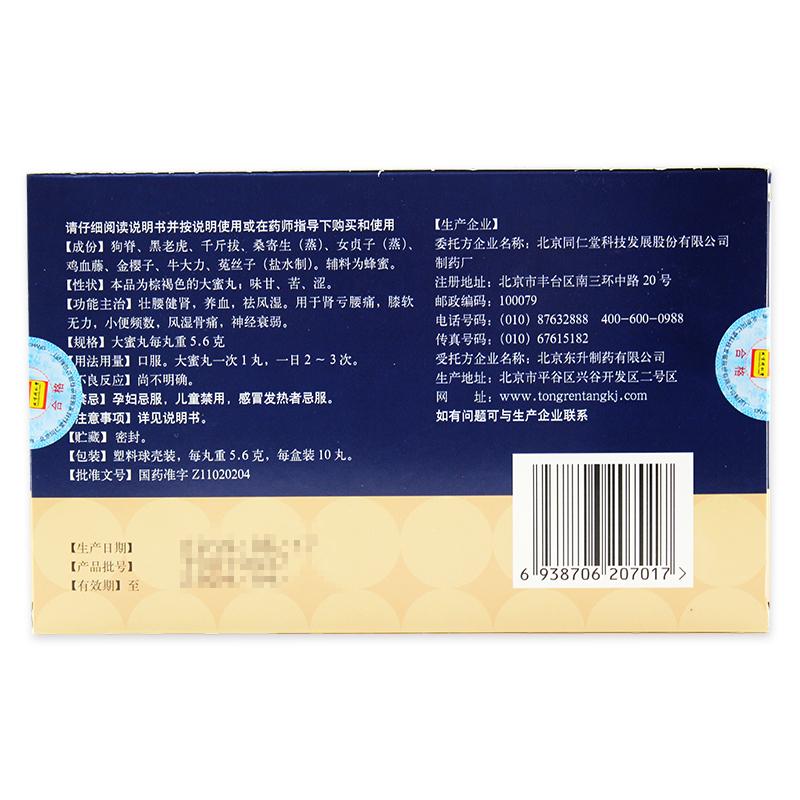 请仔细阅读说明书并按说明使用或在药师指导下购买和使用
【成份】狗脊、黑老虎、千斤拔、桑寄生（蒸）、女贞子（蒸）、
鸡血藤、金樱子、牛大力、菟丝子（盐水制）。辅料为蜂蜜。
【性状】本品为棕褐色的大蜜丸；味甘、苦、涩。
【功能主治】壮腰健肾，养血，祛风湿。用于肾亏腰痛，膝软
无力，小便频数，风湿骨痛，神经衰弱。
【规格】大蜜丸每丸重 5.6 克
用法用量】口服。大蜜丸一次 1 丸，一日 2 ~ 3 次。
不良反应】尚不明确。
禁忌】孕妇忌服，儿童禁用，感冒发热者忌服。
注意事项】详见说明书。
【贮藏】密封。
【包装】塑料球壳装，每丸重 5.6 克，每盒装 10 丸。
【批准文号】国药准字 Z11020204
【生产企业】
委托方企业名称：北京同仁堂科技发展股份有限公司
制药厂
注册地址：北京市丰台区南三环中路 20 号
邮政编码：100079
电话号码：(010) 87632888 400-600-0988
传真号码：(010) 67615182
受托方企业名称：北京东升制药有限公司
生产地址：北京市平谷区兴谷开发区二号区
网 址：www.tongrentangkj.com
如有问题可与生产企业联系
合格
合格
【生产日期】
【产品批号】
【有效期】至
6 938706 207017 >